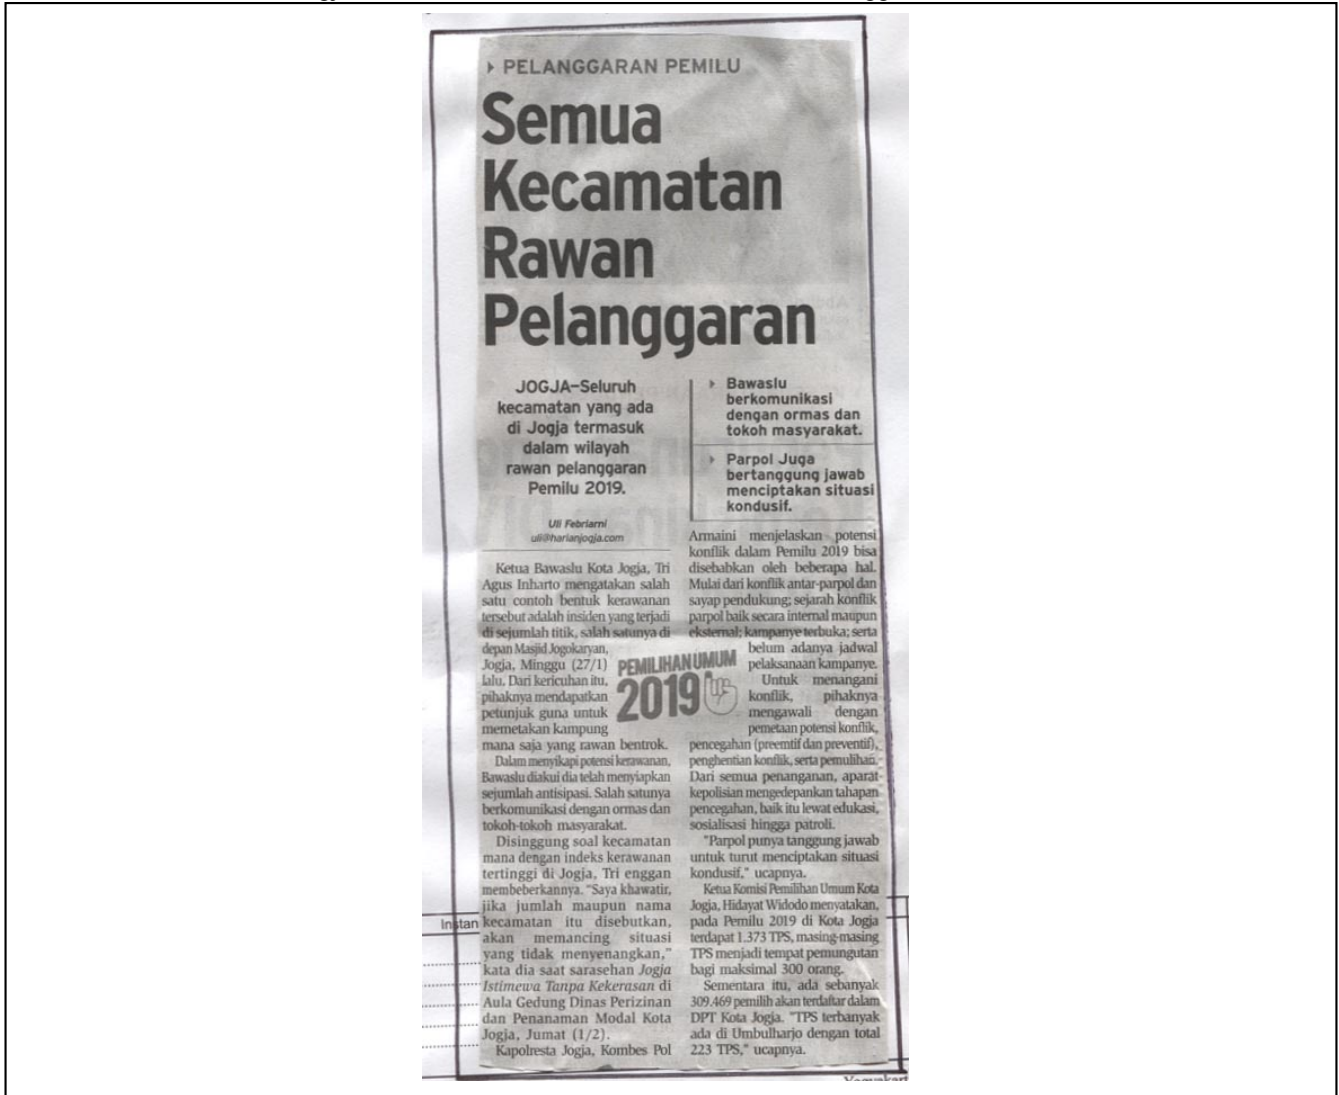 PELANGGARAN PEMILU
Semua
Kecamatan
Rawan
Pelanggaran
JOGJA—Seluruh
kecamatan yang ada
di Jogja termasuk
dalam wilayah
rawan pelanggaran
Pemilu 2019.
Uli Febriarni
uli@harianjogja.com
Bawaslu
berkomunikasi
dengan ormas dan
tokoh masyarakat.
Parpol Juga
bertanggung jawab
menciptakan situasi
kondusif.
Ketua Bawaslu Kota Jogja, Tri
Agus Inharto mengatakan salah
satu contoh bentuk kerawanan
tersebut adalah insiden yang terjadi
di sejumlah titik, salah satunya di
depan Masjid Jogokaryan,
Jogja, Minggu (27/1)
lalu. Dari kericuhan itu,
pihaknya mendapatkan
petunjuk guna untuk
memetakan kampung
mana saja yang rawan bentrok.
Dalam menyikapi potensi kerawanan,
Bawaslu diakui dia telah menyiapkan
sejumlah antisipasi. Salah satunya
berkomunikasi dengan ormas dan
tokoh-tokoh masyarakat.
Disinggung soal kecamatan
mana dengan indeks kerawanan
tertinggi di Jogja, Tri enggan
membeberkannya. "Saya khawatir,
jika jumlah maupun nama
kecamatan itu disebutkan,
akan memancing situasi
yang tidak menyenangkan,"
kata dia saat sarasehan Jogja
Istimewa Tanpa Kekerasan di
Aula Gedung Dinas Perizinan
dan Penanaman Modal Kota
Jogja, Jumat (1/2).
Kapolresta Jogja, Kombes Pol
PEMILIHAN UMUM
2019
Armaini menjelaskan potensi
konflik dalam Pemilu 2019 bisa
disebabkan oleh beberapa hal.
Mulai dari konflik antar-parpol dan
sayap pendukung; sejarah konflik
parpol baik secara internal maupun
eksternal; kampanye terbuka; serta
belum adanya jadwal
pelaksanaan kampanye.
Untuk menangani
konflik, pihaknya
mengawali dengan
pemetaan potensi konflik,
pencegahan (preemtif dan preventif),
penghentian konflik, serta pemulihan.
Dari semua penanganan, aparat
kepolisian mengedepankan tahapan
pencegahan, baik itu lewat edukasi,
sosialisasi hingga patroli.
"Parpol punya tanggung jawab
untuk turut menciptakan situasi
kondusif," ucapnya.
Ketua Komisi Pemilihan Umum Kota
Jogja, Hidayat Widodo menyatakan,
pada Pemilu 2019 di Kota Jogja
terdapat 1.373 TPS, masing-masing
TPS menjadi tempat pemungutan
bagi maksimal 300 orang.
Sementara itu, ada sebanyak
309.469 pemilih akan terdaftar dalam
DPT Kota Jogja. "TPS terbanyak
ada di Umbulharjo dengan total
223 TPS," ucapnya.
Instan